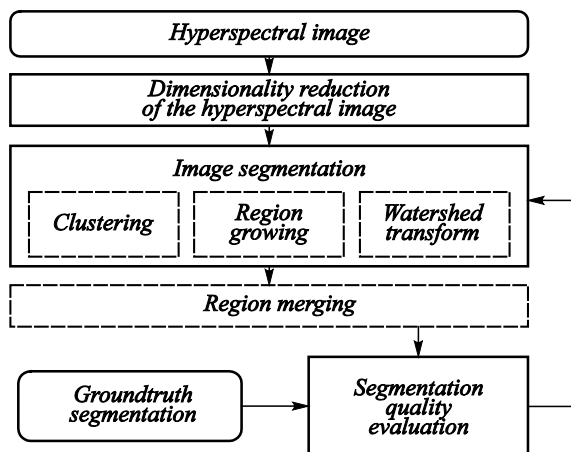 Hyperspectral image
Dimensionality reduction
of the hyperspectral image
Image segmentation
Clustering
Region
growing
Watershed
transform
Region merging
Groundtruth
segmentation
Segmentation
quality
evaluation